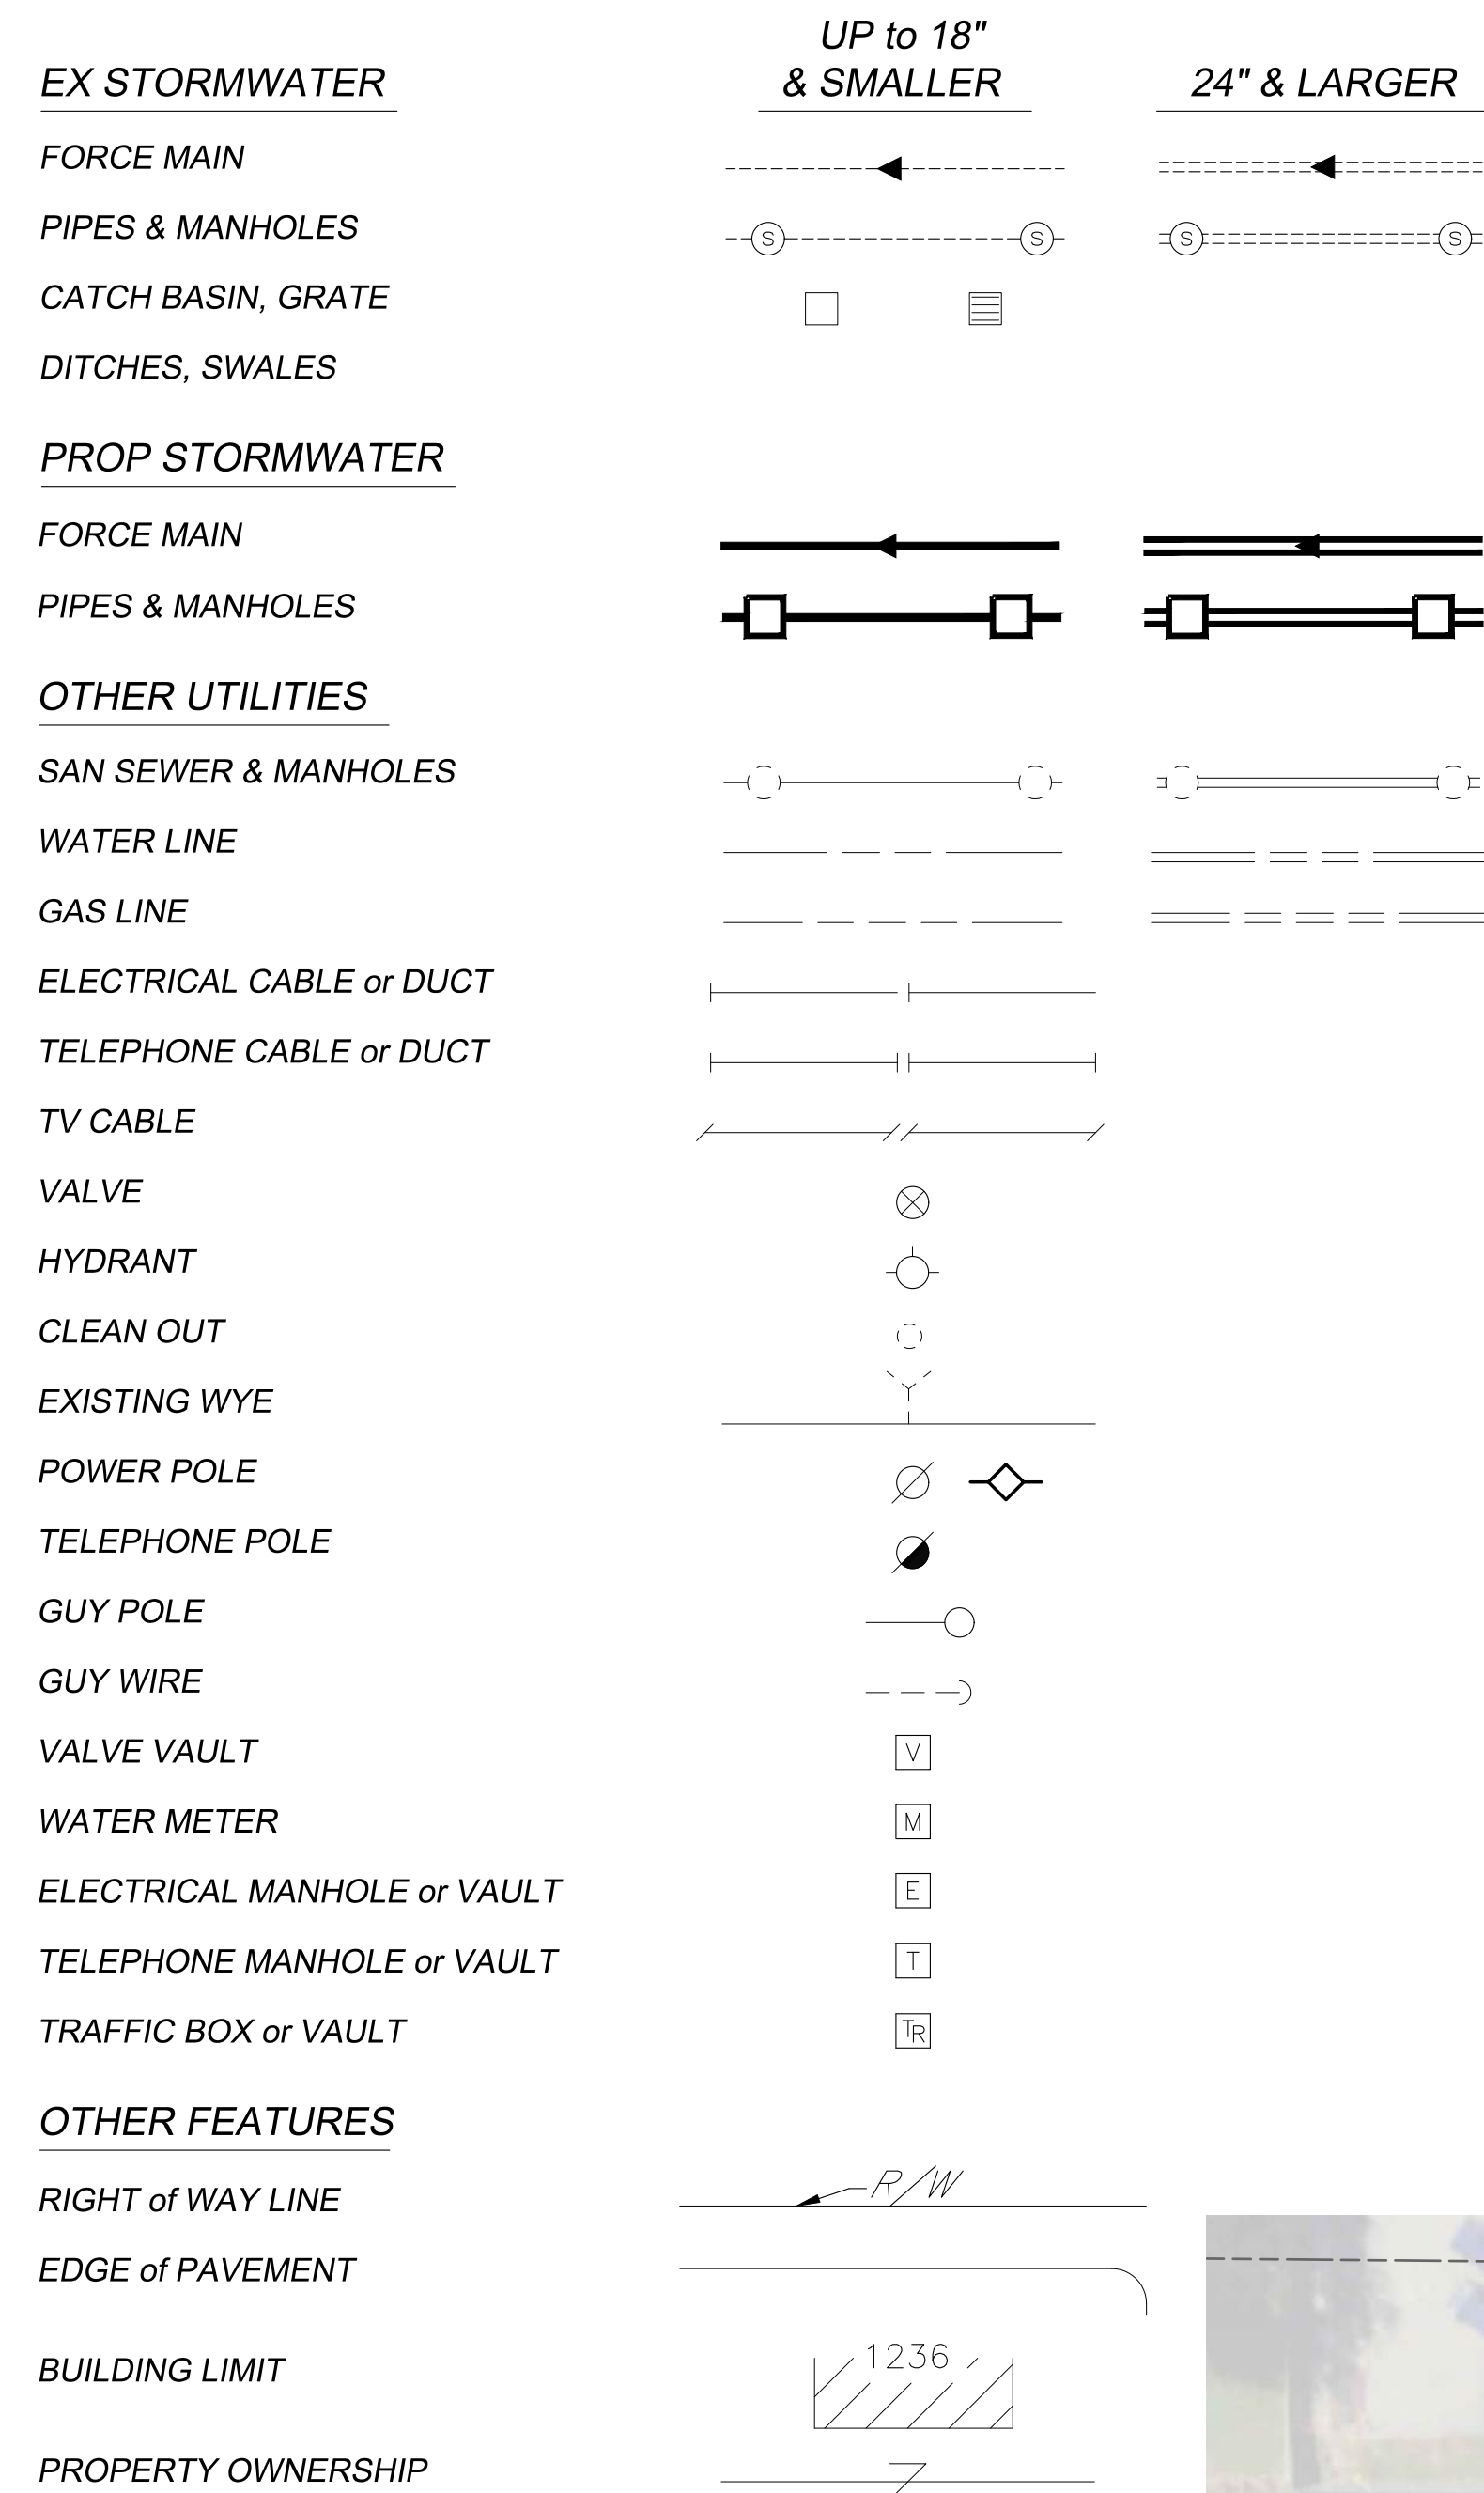 UP to 18"
EX STORMWATER & SMALLER 24" & LARGER
FORCE MAIN
PIPES & MANHOLES S S S S
CATCH BASIN, GRATE
DITCHES, SWALES
PROP STORMWATER
FORCE MAIN
PIPES & MANHOLES
OTHER UTILITIES
SAN SEWER & MANHOLES
WATER LINE
GAS LINE
ELECTRICAL CABLE or DUCT
TELEPHONE CABLE or DUCT
TV CABLE
VALVE
HYDRANT
CLEAN OUT
EXISTING WYE
POWER POLE
TELEPHONE POLE
GUY POLE
GUY WIRE
VALVE VAULT V
WATER METER M
ELECTRICAL MANHOLE or VAULT E
TELEPHONE MANHOLE or VAULT T
TRAFFIC BOX or VAULT TR
OTHER FEATURES
RIGHT of WAY LINE R/W
EDGE of PAVEMENT
BUILDING LIMIT 1236
PROPERTY OWNERSHIP